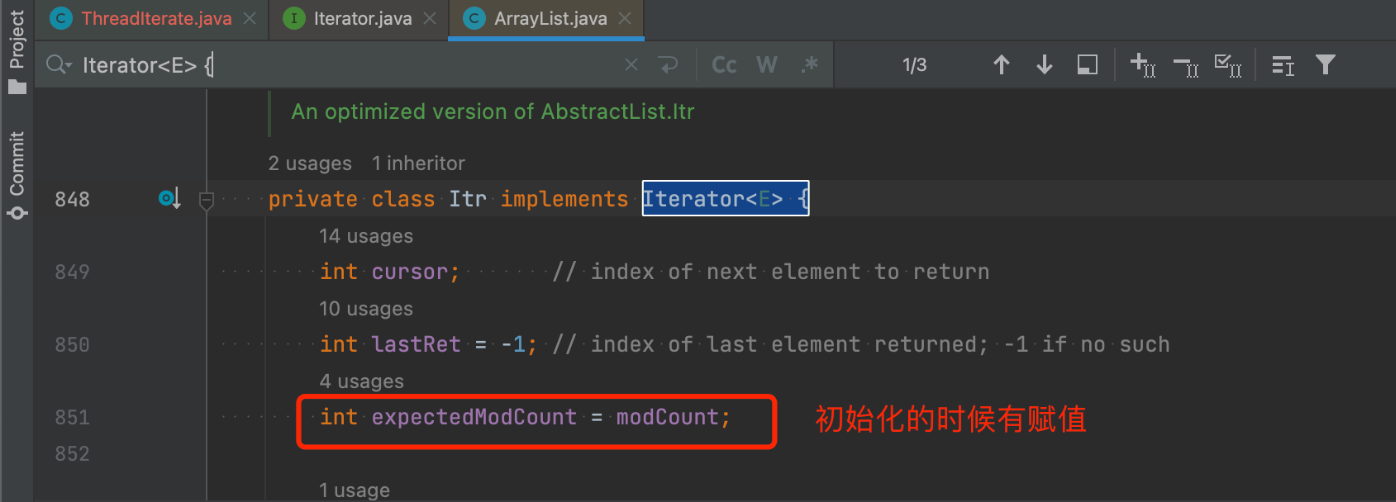 Project
Commit
ThreadIterate.java
Iterator.java
ArrayList.java
Iterator<E> {
Cc W .*
1/3
An optimized version of AbstractList.Itr
2 usages 1 inheritor
848 private class Itr implements Iterator<E> {
14 usages
849 int cursor; // index of next element to return
10 usages
850 int lastRet = -1; // index of last element returned; -1 if no such
4 usages
851 int expectedModCount = modCount; 初始化的时候有赋值
852
1 usage